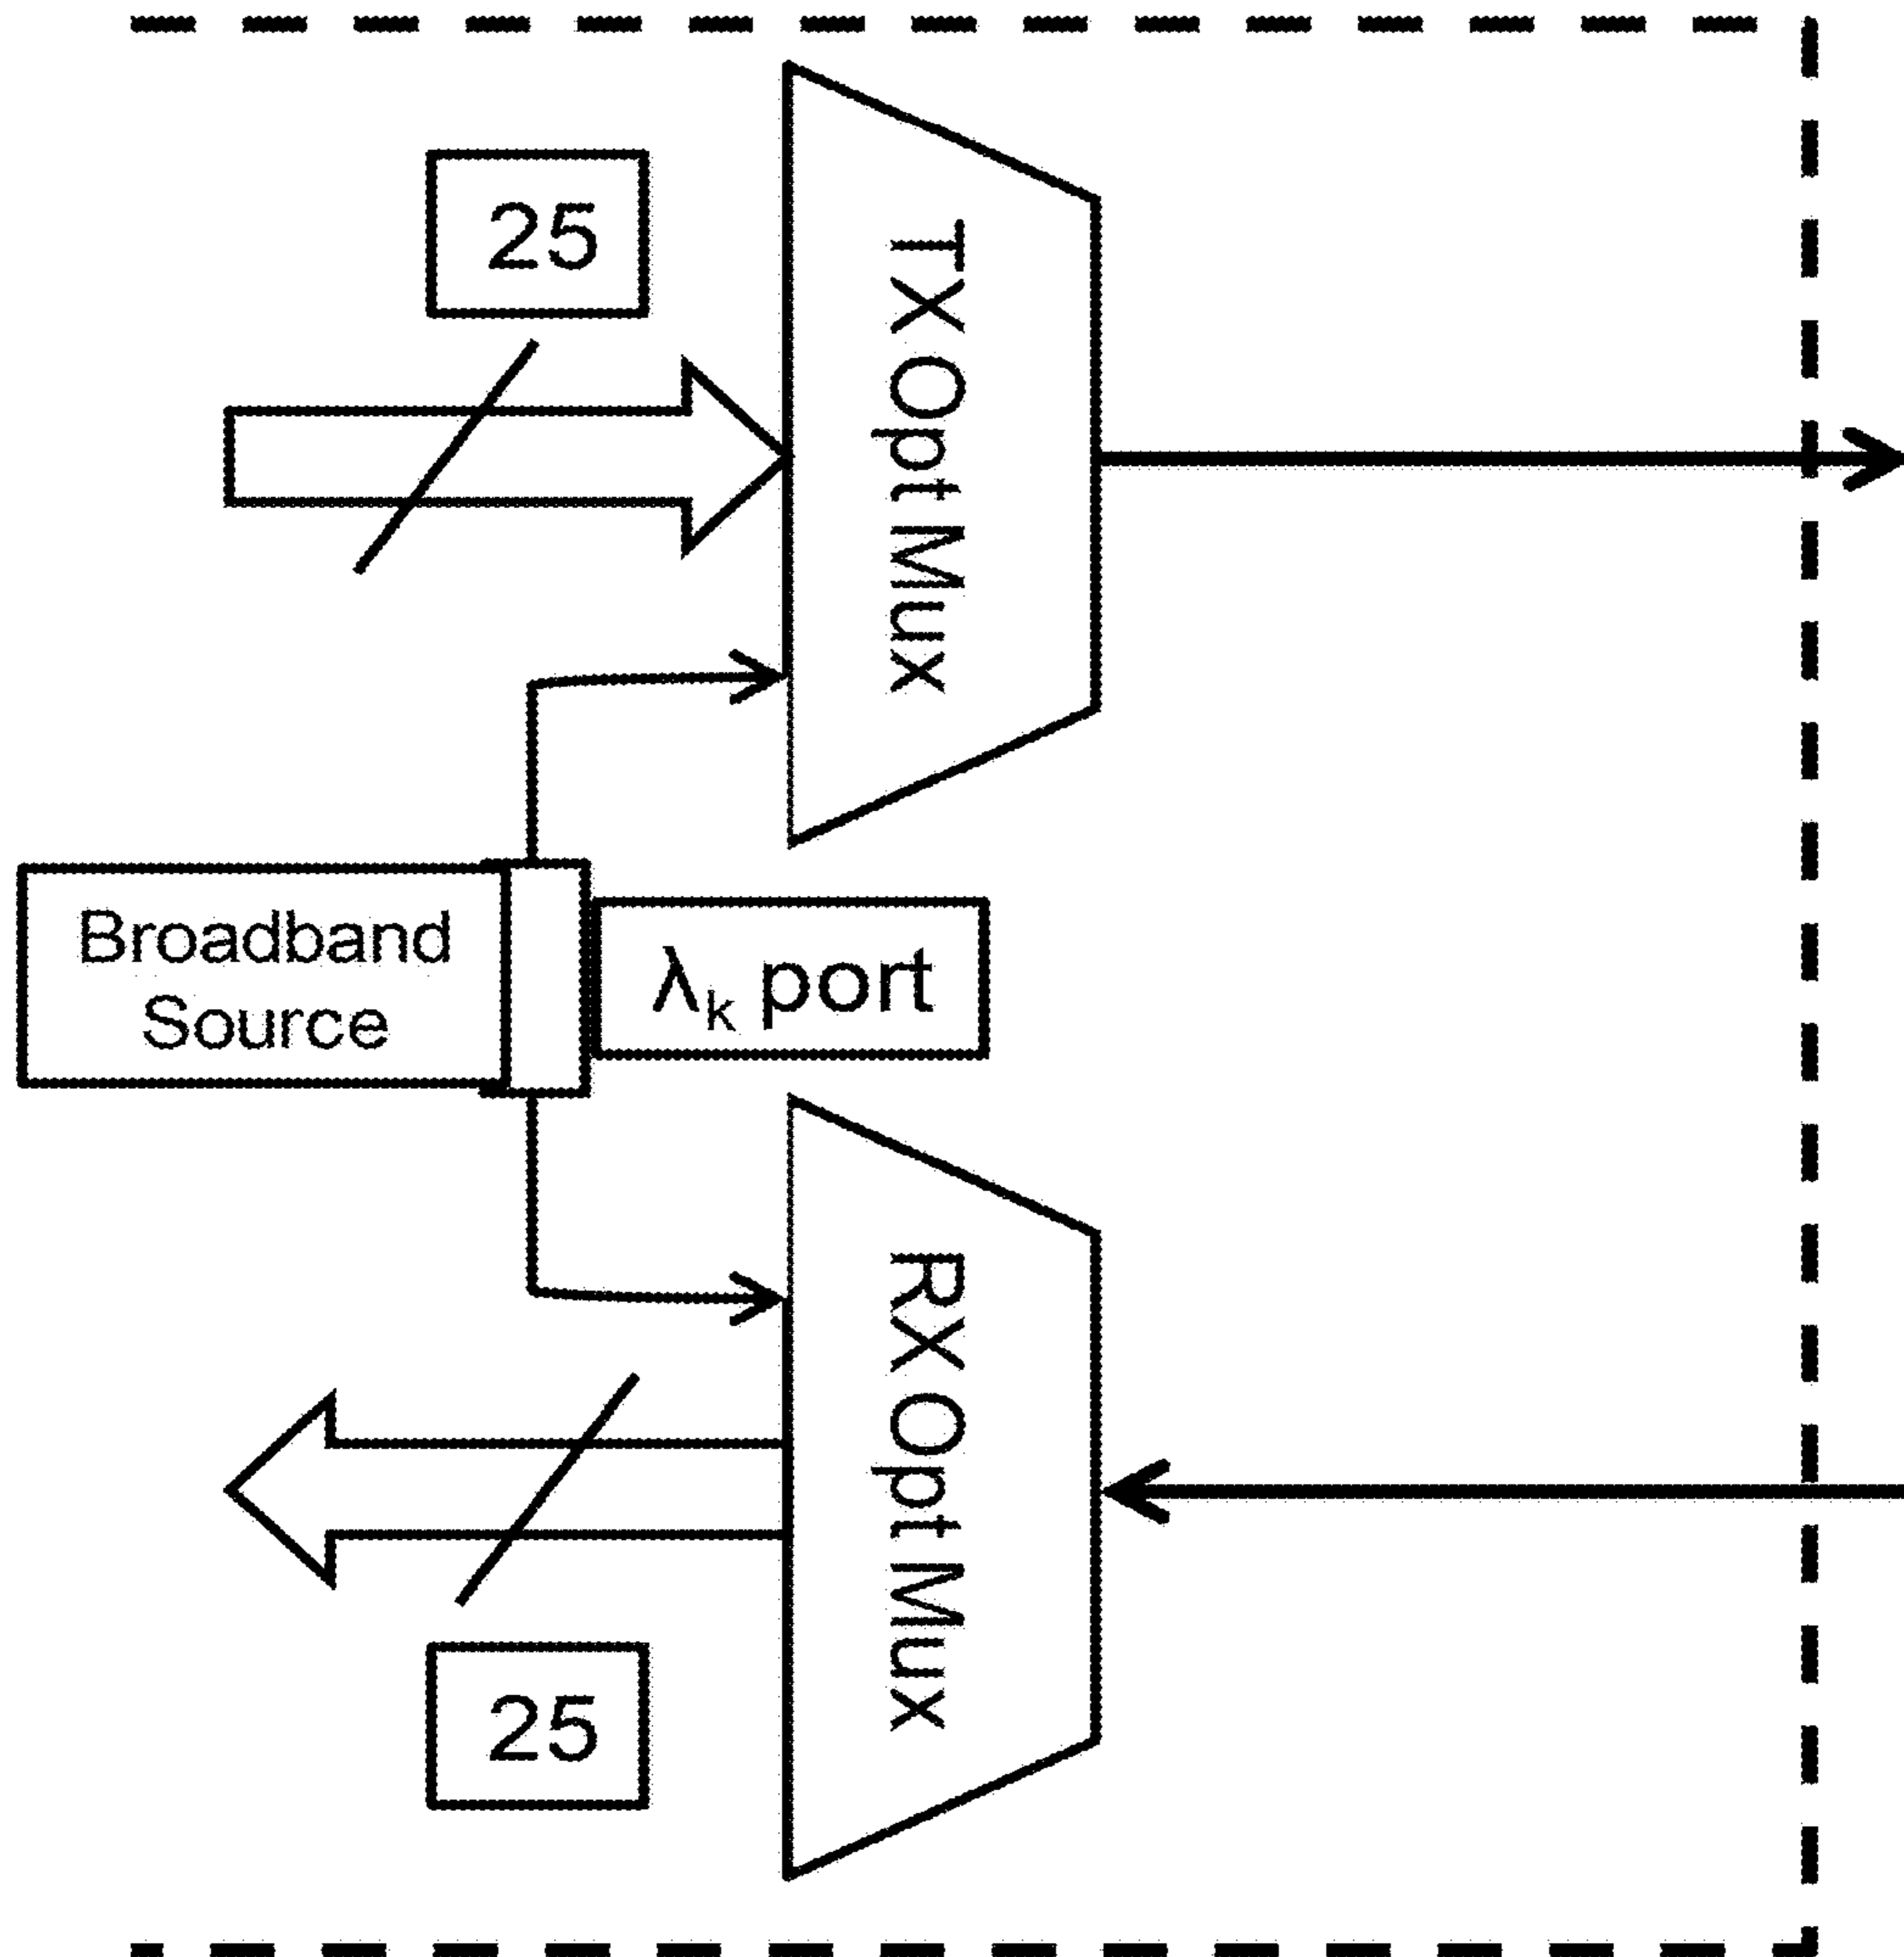 25
TX Opt Mux
Broadband
Source
λk port
RX Opt Mux
25